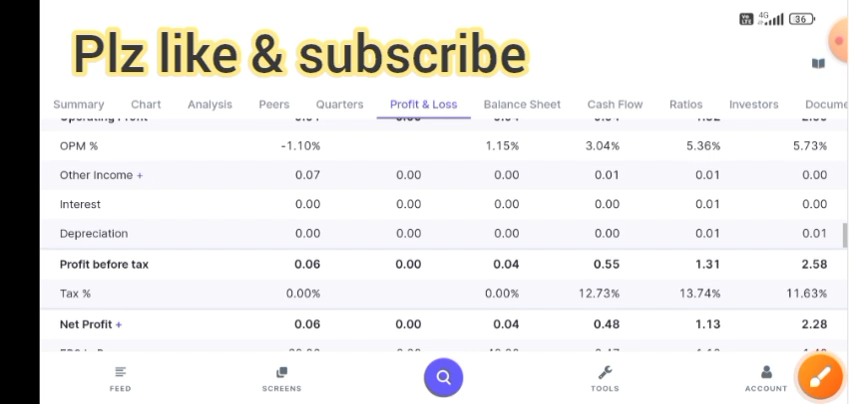 4G 36
Plz like & subscribe
Summary Chart Analysis Peers Quarters Profit & Loss Balance Sheet Cash Flow Ratios Investors Docume
OPM % -1.10% 1.15% 3.04% 5.36% 5.73%
Other Income + 0.07 0.00 0.00 0.01 0.01 0.00
Interest 0.00 0.00 0.00 0.00 0.01 0.00
Depreciation 0.00 0.00 0.00 0.00 0.01 0.01
Profit before tax 0.06 0.00 0.04 0.55 1.31 2.58
Tax % 0.00% 0.00% 12.73% 13.74% 11.63%
Net Profit + 0.06 0.00 0.04 0.48 1.13 2.28
FEED SCREENS TOOLS ACCOUNT